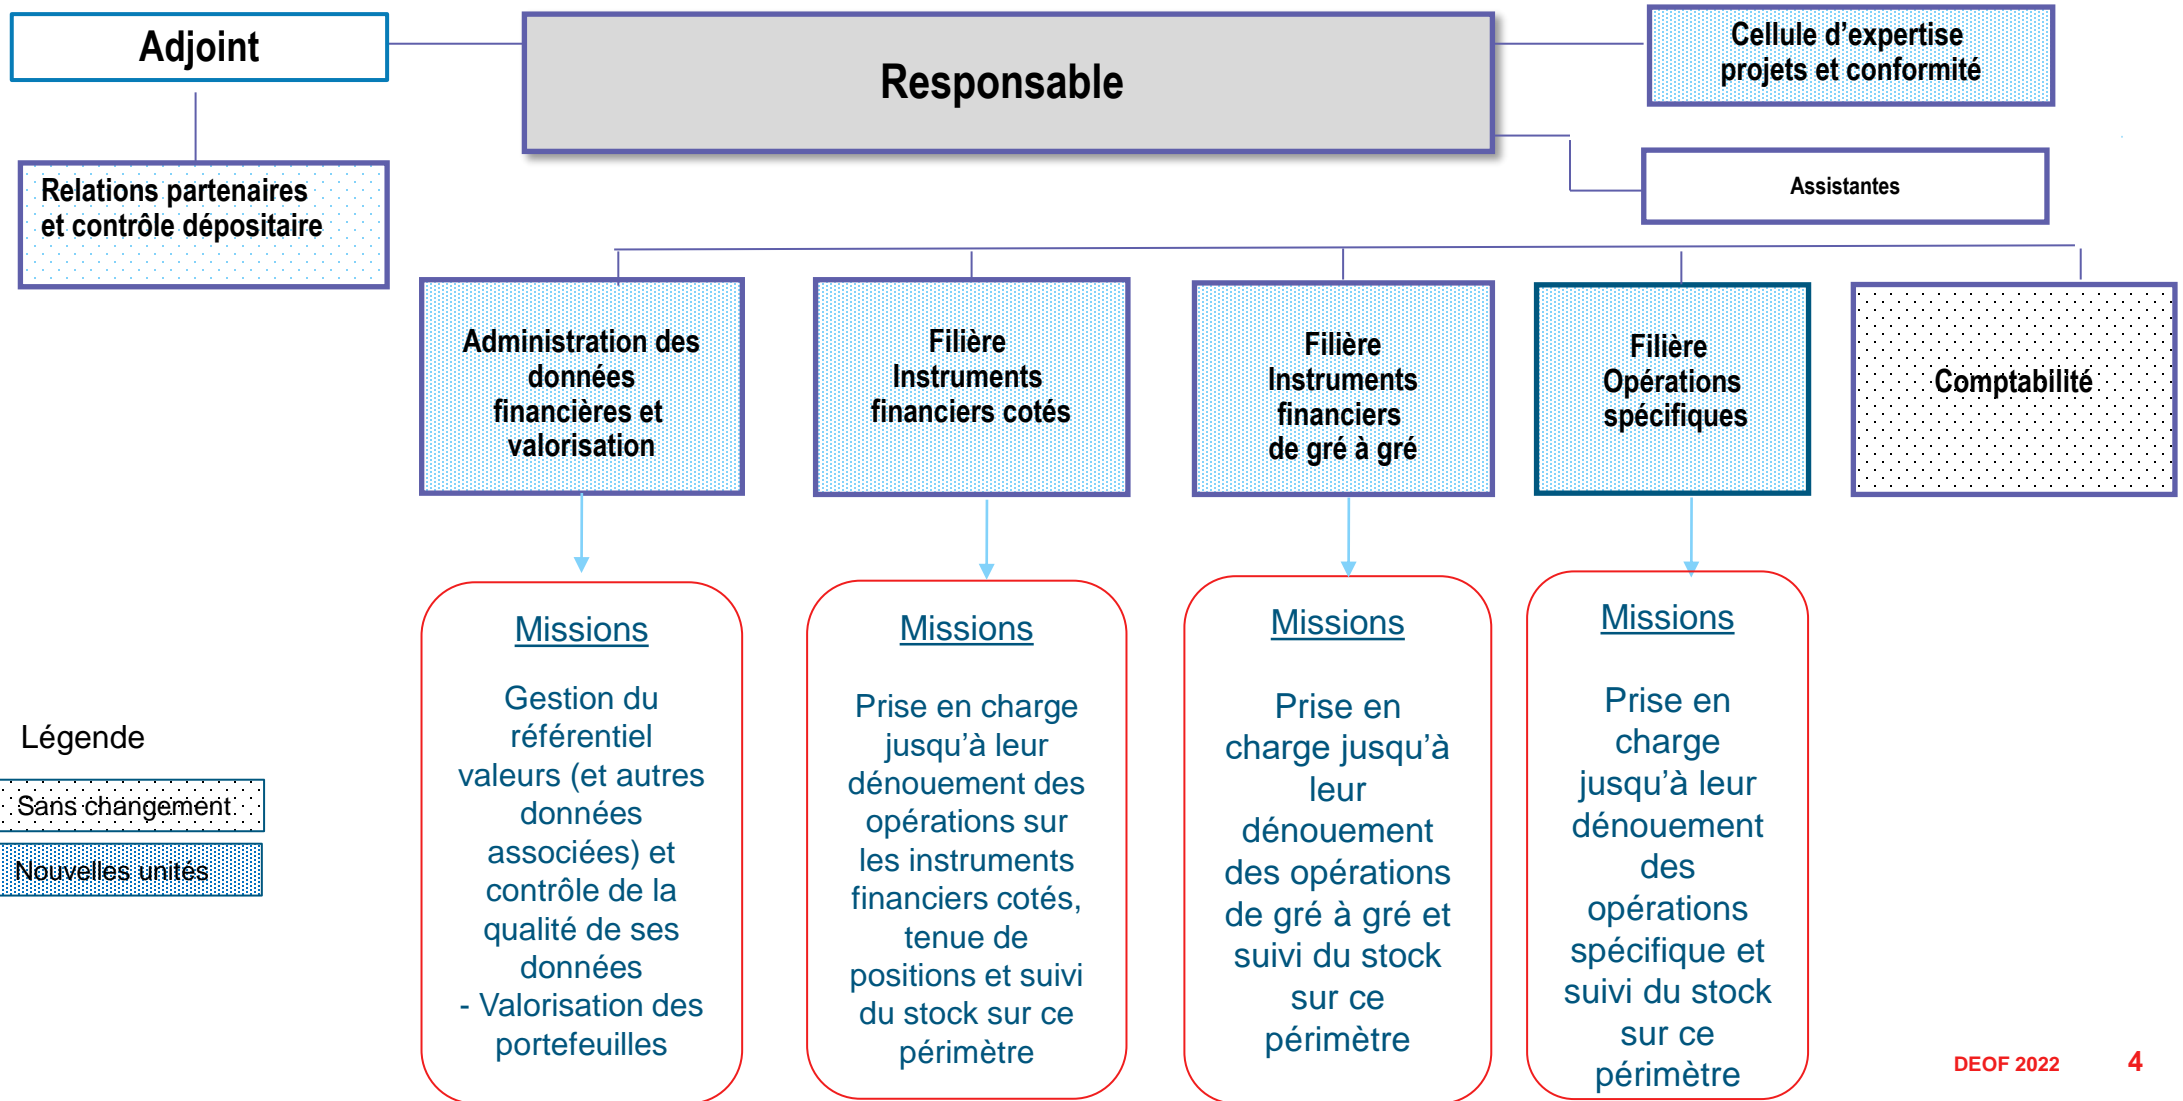 Adjoint
Responsable
Cellule d'expertise
projets et conformité
Assistantes
Relations partenaires
et contrôle dépositaire
Administration des
données
financières et
valorisation
Filière
Instruments
financiers cotés
Filière
Instruments
financiers
de gré à gré
Filière
Opérations
spécifiques
Comptabilité
Missions
Gestion du
référentiel
valeurs (et autres
données
associées) et
contrôle de la
qualité de ses
données
- Valorisation des
portefeuilles
Missions
Prise en charge
jusqu'à leur
dénouement des
opérations sur
les instruments
financiers cotés,
tenue de
positions et suivi
du stock sur ce
périmètre
Missions
Prise en
charge jusqu'à
leur
dénouement
des opérations
de gré à gré et
suivi du stock
sur ce
périmètre
Missions
Prise en
charge
jusqu'à leur
dénouement
des
opérations
spécifique et
suivi du stock
sur ce
périmètre
Légende
Sans changement
Nouvelles unités
DEOF 2022 4